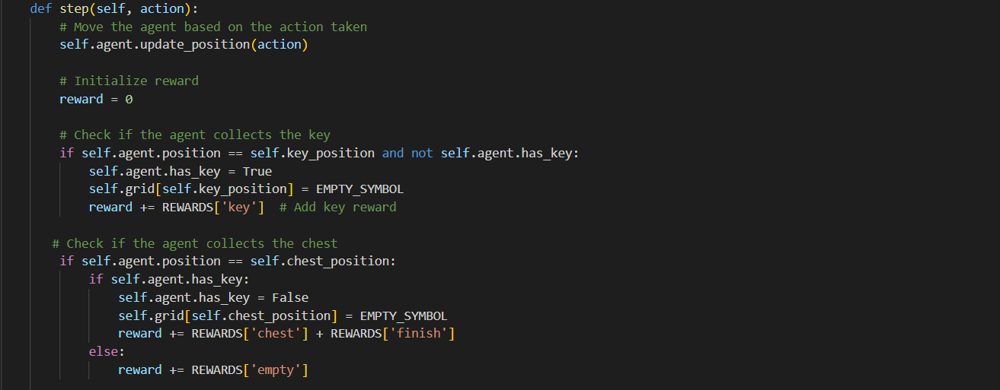 def step(self, action):
    # Move the agent based on the action taken
    self.agent.update_position(action)

    # Initialize reward
    reward = 0

    # Check if the agent collects the key
    if self.agent.position == self.key_position and not self.agent.has_key:
        self.agent.has_key = True
        self.grid[self.key_position] = EMPTY_SYMBOL
        reward += REWARDS['key']  # Add key reward

   # Check if the agent collects the chest
    if self.agent.position == self.chest_position:
        if self.agent.has_key:
            self.agent.has_key = False
            self.grid[self.chest_position] = EMPTY_SYMBOL
            reward += REWARDS['chest'] + REWARDS['finish']
        else:
            reward += REWARDS['empty']